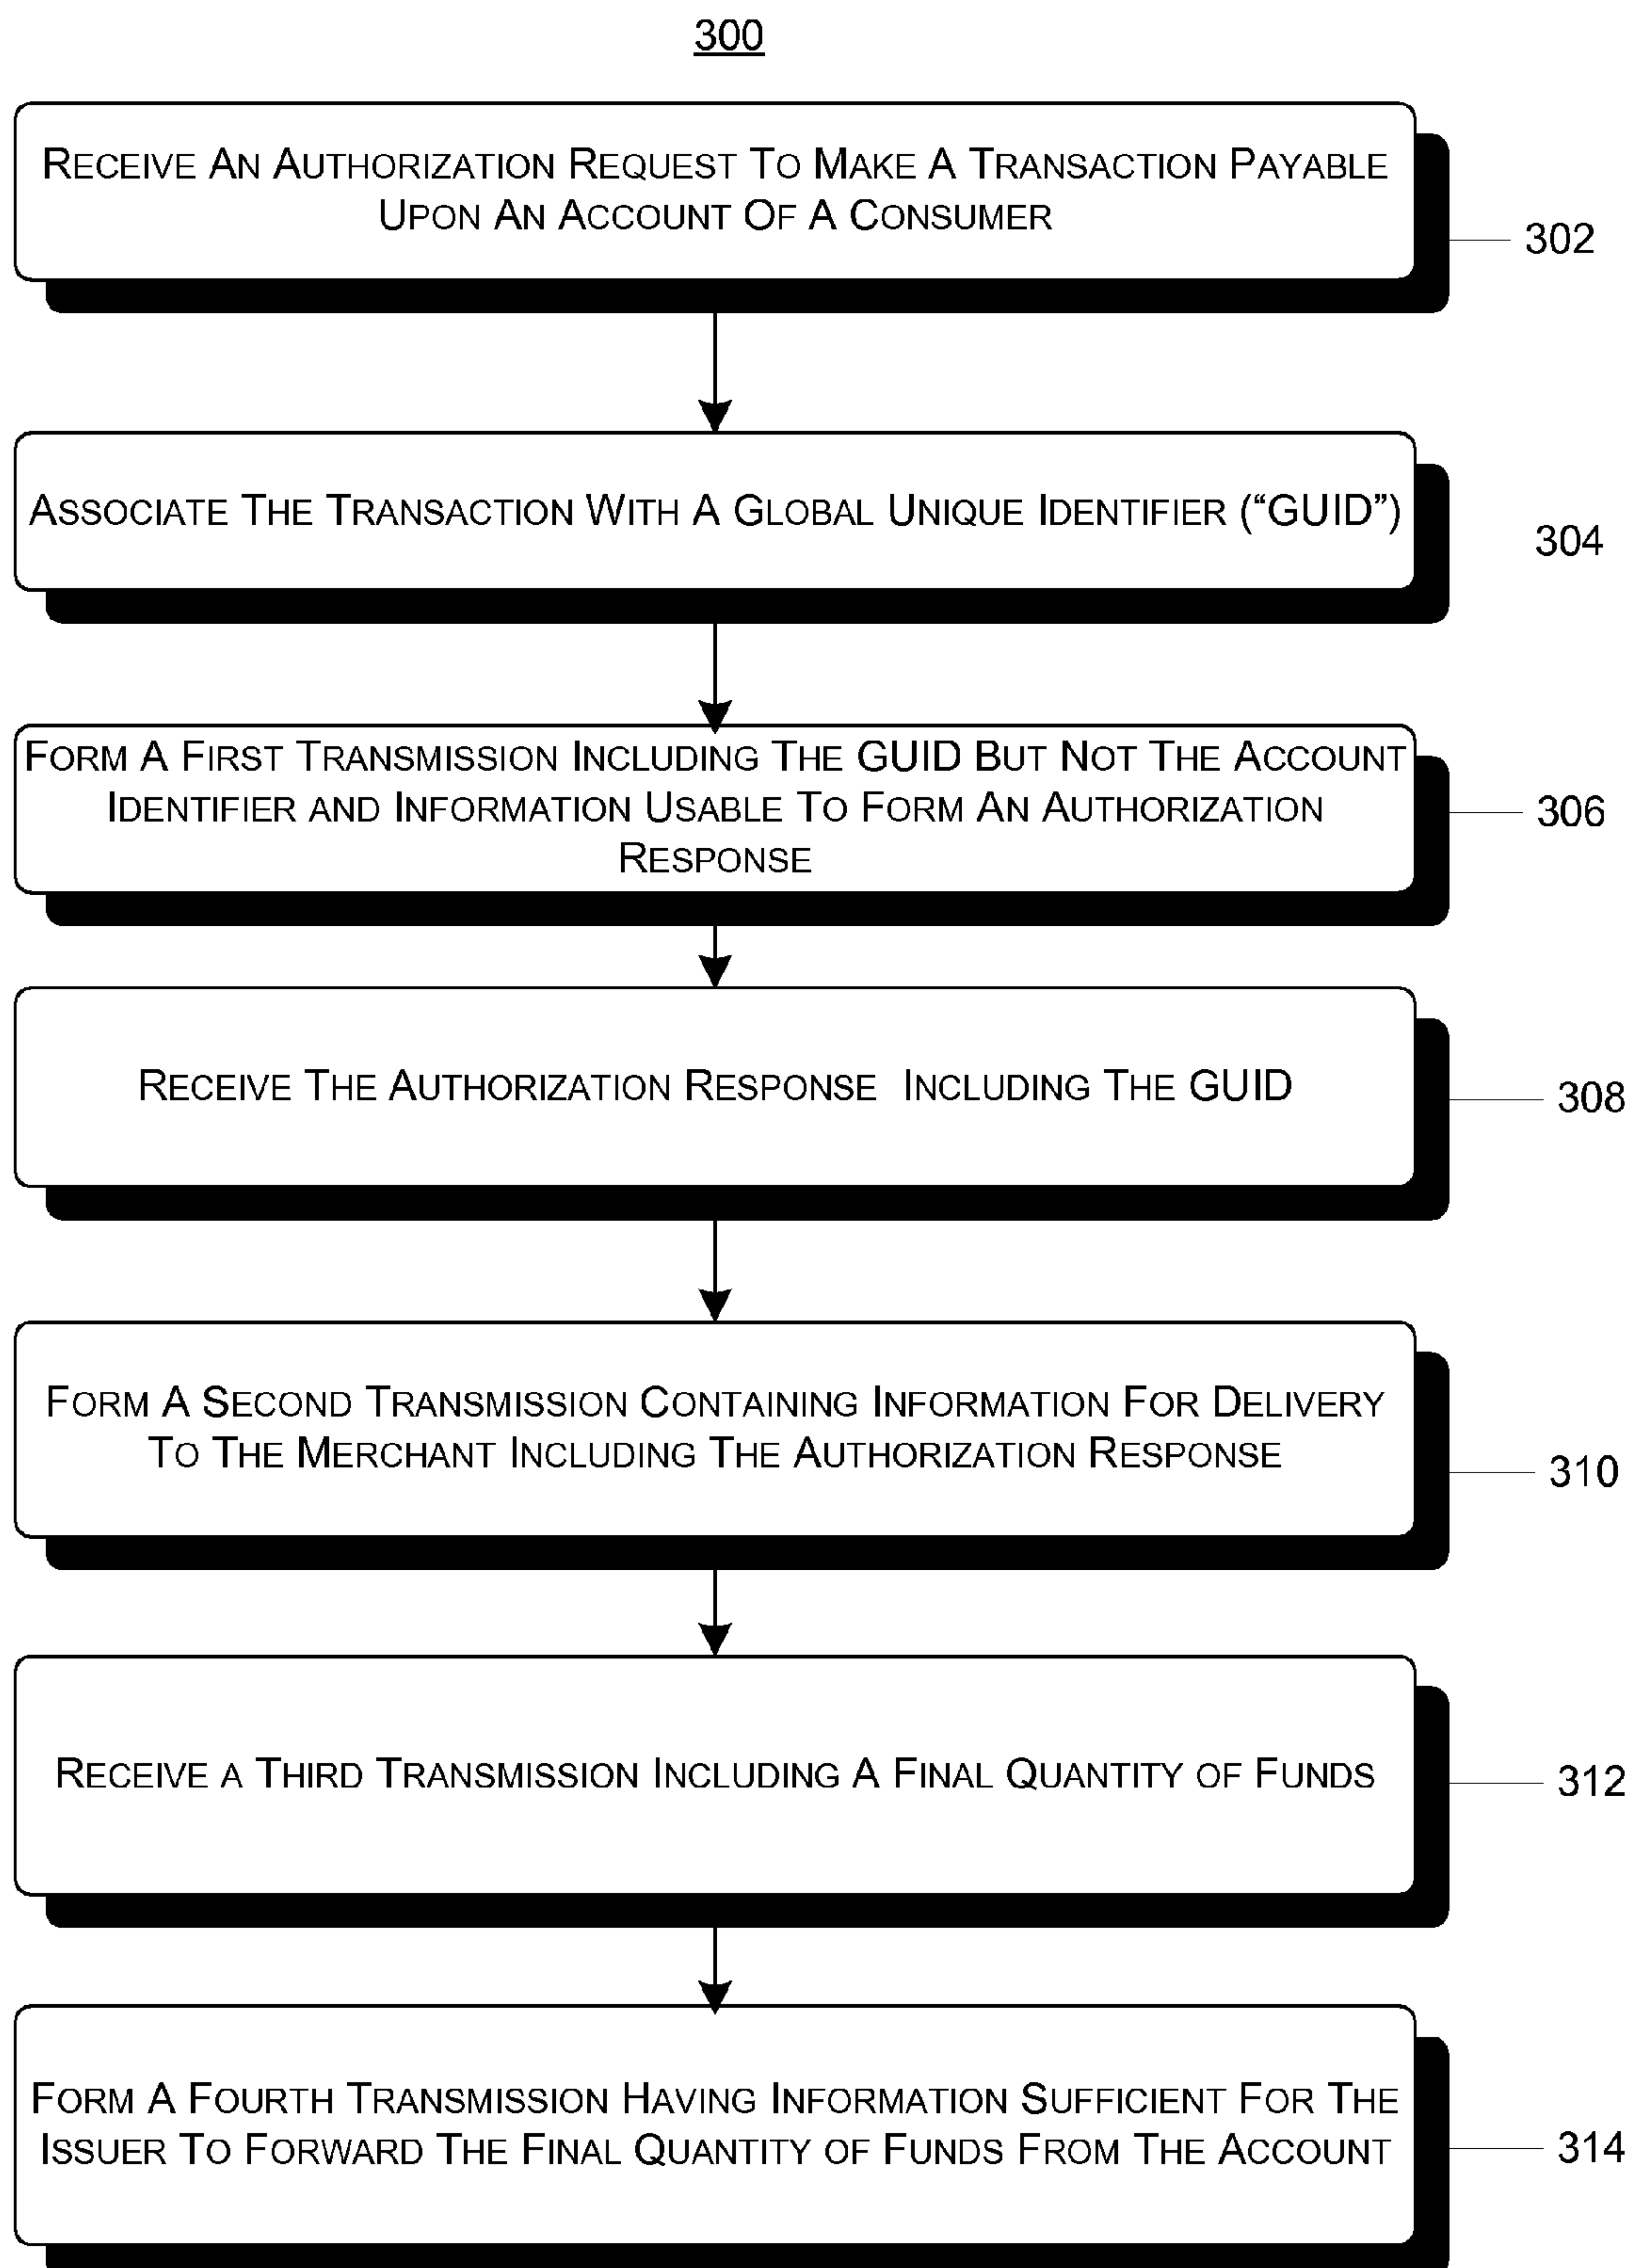 300
RECEIVE AN AUTHORIZATION REQUEST TO MAKE A TRANSACTION PAYABLE
UPON AN ACCOUNT OF A CONSUMER
302
ASSOCIATE THE TRANSACTION WITH A GLOBAL UNIQUE IDENTIFIER (“GUID”)
304
FORM A FIRST TRANSMISSION INCLUDING THE GUID BUT NOT THE ACCOUNT
IDENTIFIER AND INFORMATION USABLE TO FORM AN AUTHORIZATION
RESPONSE
306
RECEIVE THE AUTHORIZATION RESPONSE INCLUDING THE GUID
308
FORM A SECOND TRANSMISSION CONTAINING INFORMATION FOR DELIVERY
TO THE MERCHANT INCLUDING THE AUTHORIZATION RESPONSE
310
RECEIVE A THIRD TRANSMISSION INCLUDING A FINAL QUANTITY OF FUNDS
312
FORM A FOURTH TRANSMISSION HAVING INFORMATION SUFFICIENT FOR THE
ISSUER TO FORWARD THE FINAL QUANTITY OF FUNDS FROM THE ACCOUNT
314